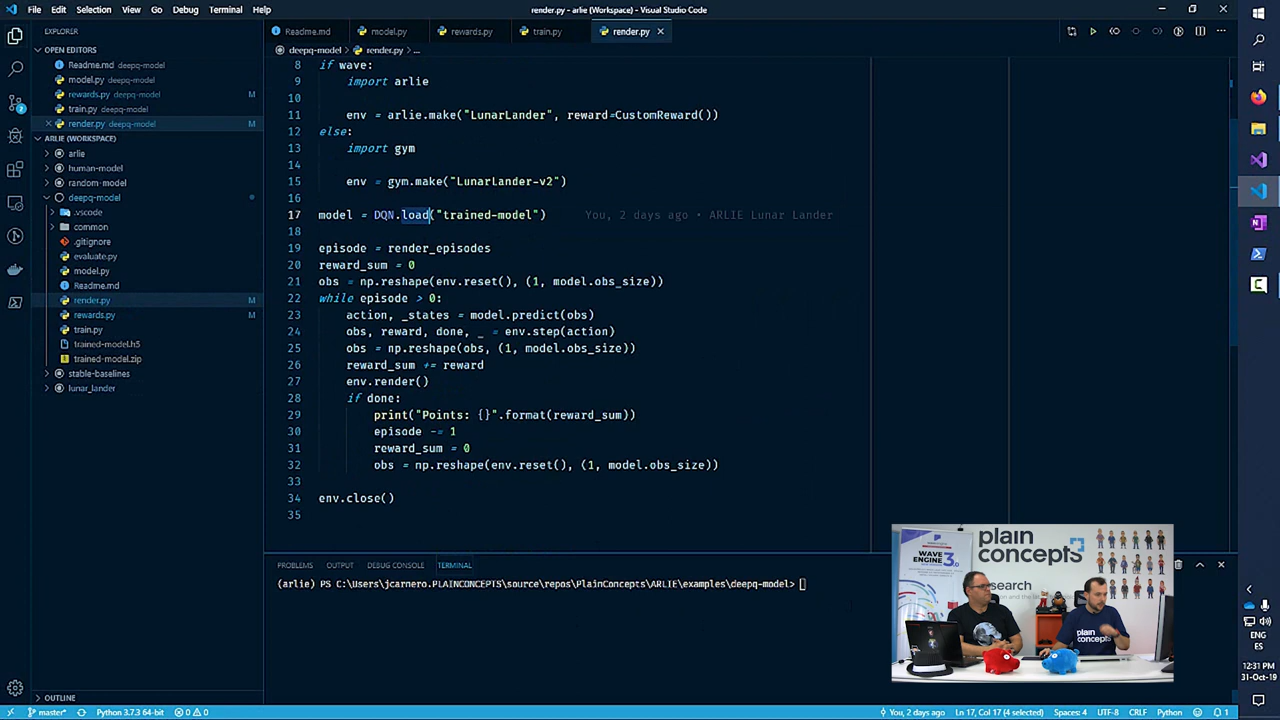 File Edit Selection View Go Debug Terminal Help
render.py - arlie (Workspace) - Visual Studio Code
EXPLORER
OPEN EDITORS
Readme.md deepq-model
model.py deepq-model
rewards.py deepq-model M
train.py deepq-model
render.py deepq-model M
ARLIE (WORKSPACE)
arlie
human-model
random-model
deepq-model
.vscode
common
.gitignore
evaluate.py
model.py
Readme.md
render.py M
rewards.py M
train.py
trained-model.h5
trained-model.zip
stable-baselines
lunar_lander
OUTLINE
Readme.md model.py rewards.py train.py render.py
deepq-model render.py ...
8 if wave:
9 import arlie
10
11 env = arlie.make("LunarLander", reward=CustomReward())
12 else:
13 import gym
14
15 env = gym.make("LunarLander-v2")
16
17 model = DQN.load("trained-model") You, 2 days ago • ARLIE Lunar Lander
18
19 episode = render_episodes
20 reward_sum = 0
21 obs = np.reshape(env.reset(), (1, model.obs_size))
22 while episode > 0:
23 action, _states = model.predict(obs)
24 obs, reward, done, _ = env.step(action)
25 obs = np.reshape(obs, (1, model.obs_size))
26 reward_sum += reward
27 env.render()
28 if done:
29 print("Points: {}".format(reward_sum))
30 episode -= 1
31 reward_sum = 0
32 obs = np.reshape(env.reset(), (1, model.obs_size))
33
34 env.close()
35
PROBLEMS OUTPUT DEBUG CONSOLE TERMINAL
(arlie) PS C:\Users\jcarnero.PLAINCONCEPTS\source\repos\PlainConcepts\ARLIE\examples\deepq-model>
plain
concepts
search
WAVE
ENGINE 3.0
plain
concepts
ENG
ES
12:31 PM
31-Oct-19
master* Python 3.7.3 64-bit 0 0
You, 2 days ago Ln 17, Col 17 (4 selected) Spaces: 4 UTF-8 CRLF Python 1